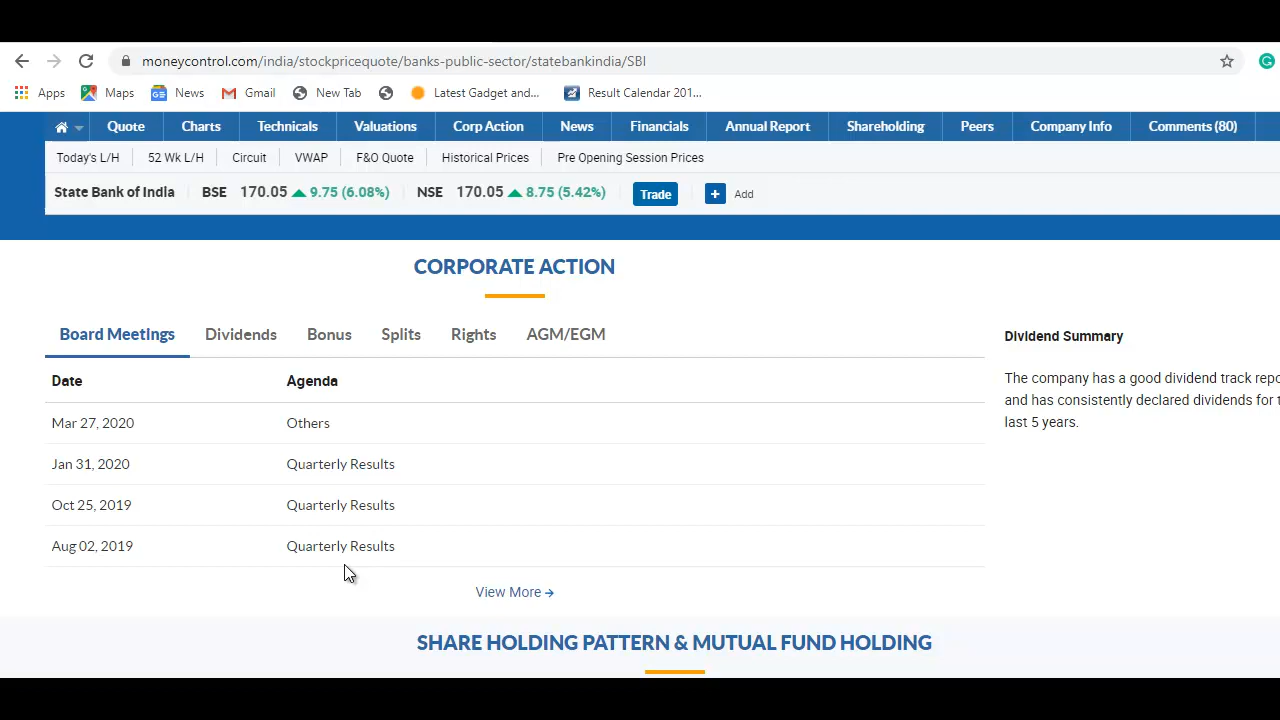 moneycontrol.com/india/stockpricequote/banks-public-sector/statebankindia/SBI
Apps Maps News Gmail New Tab Latest Gadget and... Result Calendar 201...
Quote Charts Technicals Valuations Corp Action News Financials Annual Report Shareholding Peers Company Info Comments (80)
Today's L/H 52 Wk L/H Circuit VWAP F&O Quote Historical Prices Pre Opening Session Prices
State Bank of India BSE 170.05 9.75 (6.08%) NSE 170.05 8.75 (5.42%) Trade + Add
CORPORATE ACTION
Board Meetings Dividends Bonus Splits Rights AGM/EGM
Date Agenda
Mar 27, 2020 Others
Jan 31, 2020 Quarterly Results
Oct 25, 2019 Quarterly Results
Aug 02, 2019 Quarterly Results
View More →
Dividend Summary
The company has a good dividend track repo
and has consistently declared dividends for t
last 5 years.
SHARE HOLDING PATTERN & MUTUAL FUND HOLDING